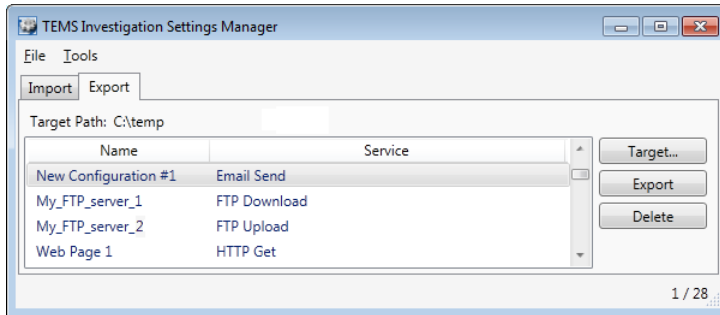 TEMS Investigation Settings Manager
File Tools
Import Export
Target Path: C:\temp
Name Service
New Configuration #1 Email Send
My_FTP_server_1 FTP Download
My_FTP_server_2 FTP Upload
Web Page 1 HTTP Get
Target...
Export
Delete
1 / 28